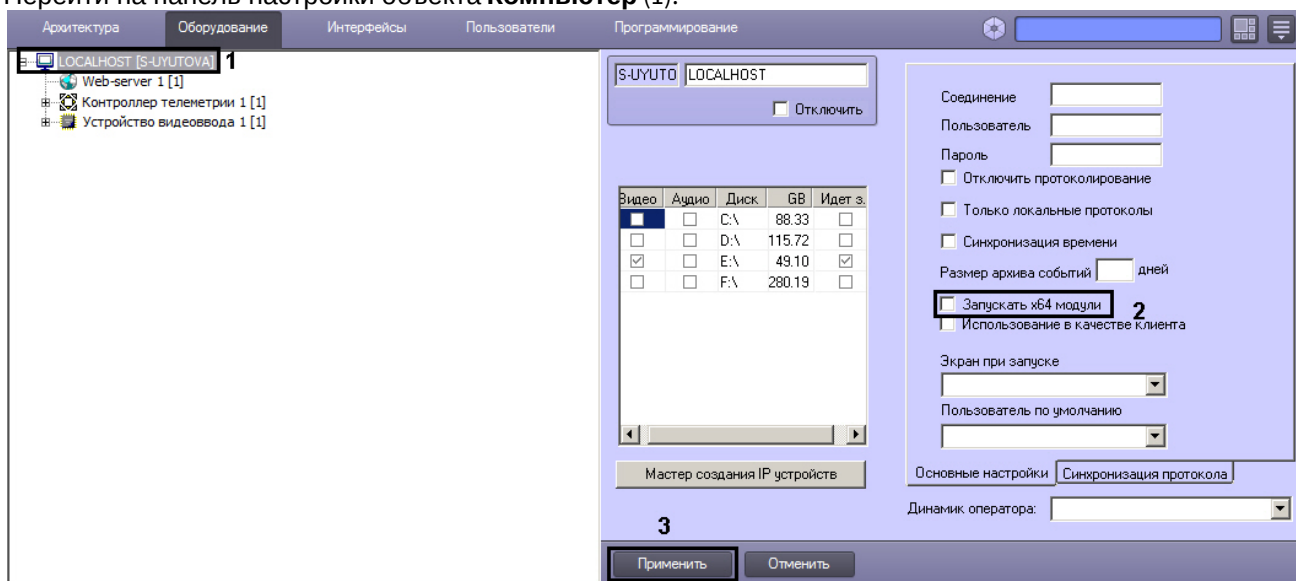 Перейти на панель настройки объекта Компьютер (1).
Архитектура Оборудование Интерфейсы Пользователи Программирование
LOCALHOST [S-UYUTOVA] 1
Web-server 1 [1]
Контроллер телеметрии 1 [1]
Устройство видеоввода 1 [1]
S-UYUTO LOCALHOST
Отключить
Видео Аудио Диск GB Идет з.
C:\ 88.33
D:\ 115.72
E:\ 49.10
F:\ 280.19
Мастер создания IP устройств
Соединение
Пользователь
Пароль
Отключить протоколирование
Только локальные протоколы
Синхронизация времени
Размер архива событий дней
Запускать x64 модули 2
Использование в качестве клиента
Экран при запуске
Пользователь по умолчанию
Основные настройки Синхронизация протокола
Динамик оператора:
3
Применить Отменить